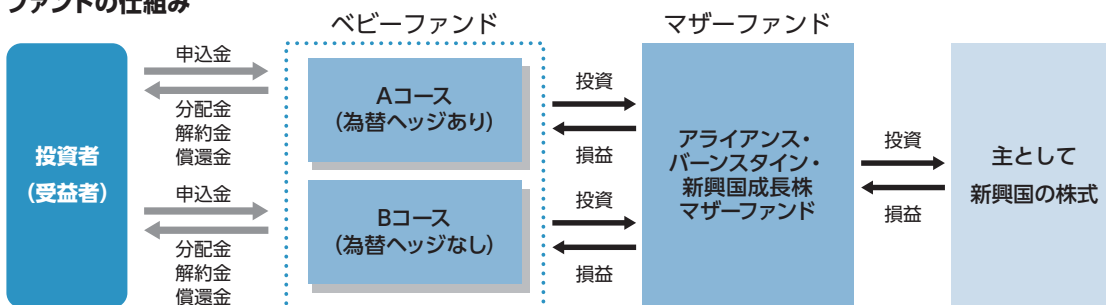 ファンドの仕組み
ベビーファンド
マザーファンド
投資者
（受益者）
申込金
分配金
解約金
償還金
申込金
分配金
解約金
償還金
Aコース
（為替ヘッジあり）
Bコース
（為替ヘッジなし）
投資
損益
投資
損益
アライアンス・
バーンスタイン・
新興国成長株
マザーファンド
投資
損益
主として
新興国の株式